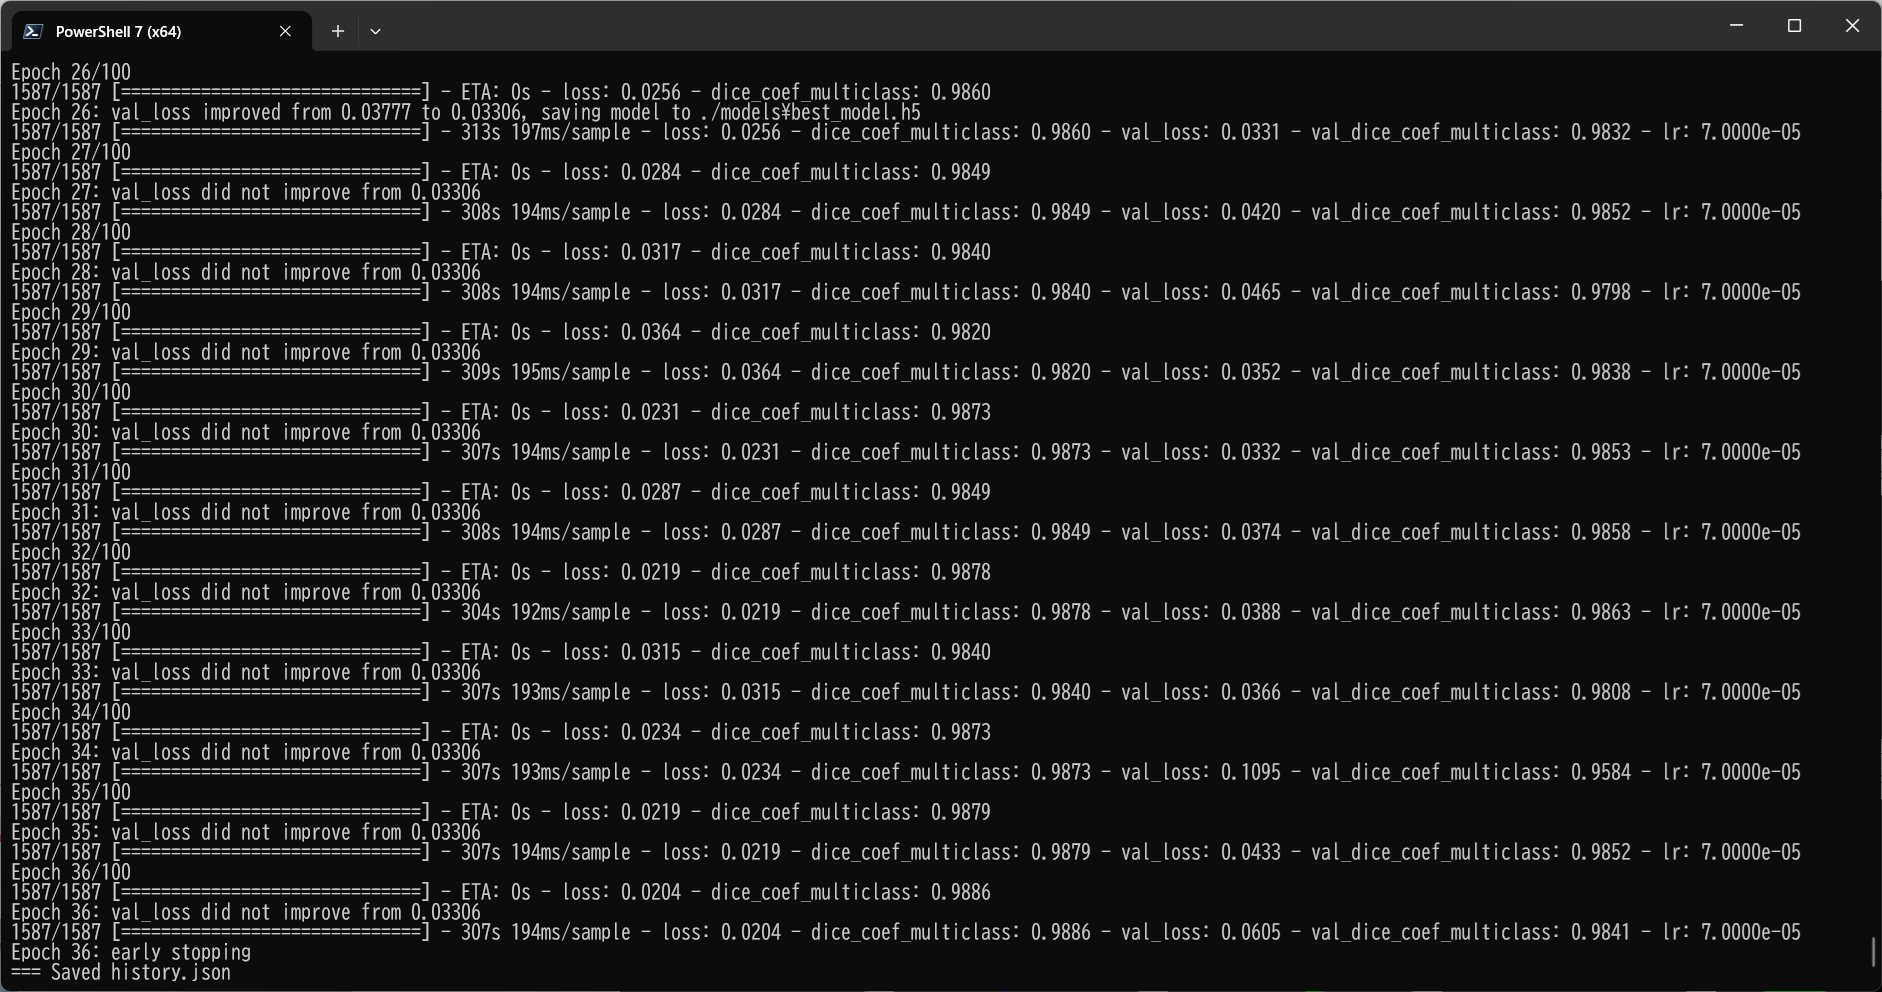 PowerShell 7 (x64)
Epoch 26/100
1587/1587 [==============================] - ETA: 0s - loss: 0.0256 - dice_coef_multiclass: 0.9860
Epoch 26: val_loss improved from 0.03777 to 0.03306, saving model to ./models¥best_model.h5
1587/1587 [==============================] - 313s 197ms/sample - loss: 0.0256 - dice_coef_multiclass: 0.9860 - val_loss: 0.0331 - val_dice_coef_multiclass: 0.9832 - lr: 7.0000e-05
Epoch 27/100
1587/1587 [==============================] - ETA: 0s - loss: 0.0284 - dice_coef_multiclass: 0.9849
Epoch 27: val_loss did not improve from 0.03306
1587/1587 [==============================] - 308s 194ms/sample - loss: 0.0284 - dice_coef_multiclass: 0.9849 - val_loss: 0.0420 - val_dice_coef_multiclass: 0.9852 - lr: 7.0000e-05
Epoch 28/100
1587/1587 [==============================] - ETA: 0s - loss: 0.0317 - dice_coef_multiclass: 0.9840
Epoch 28: val_loss did not improve from 0.03306
1587/1587 [==============================] - 308s 194ms/sample - loss: 0.0317 - dice_coef_multiclass: 0.9840 - val_loss: 0.0465 - val_dice_coef_multiclass: 0.9798 - lr: 7.0000e-05
Epoch 29/100
1587/1587 [==============================] - ETA: 0s - loss: 0.0364 - dice_coef_multiclass: 0.9820
Epoch 29: val_loss did not improve from 0.03306
1587/1587 [==============================] - 309s 195ms/sample - loss: 0.0364 - dice_coef_multiclass: 0.9820 - val_loss: 0.0352 - val_dice_coef_multiclass: 0.9838 - lr: 7.0000e-05
Epoch 30/100
1587/1587 [==============================] - ETA: 0s - loss: 0.0231 - dice_coef_multiclass: 0.9873
Epoch 30: val_loss did not improve from 0.03306
1587/1587 [==============================] - 307s 194ms/sample - loss: 0.0231 - dice_coef_multiclass: 0.9873 - val_loss: 0.0332 - val_dice_coef_multiclass: 0.9853 - lr: 7.0000e-05
Epoch 31/100
1587/1587 [==============================] - ETA: 0s - loss: 0.0287 - dice_coef_multiclass: 0.9849
Epoch 31: val_loss did not improve from 0.03306
1587/1587 [==============================] - 308s 194ms/sample - loss: 0.0287 - dice_coef_multiclass: 0.9849 - val_loss: 0.0374 - val_dice_coef_multiclass: 0.9858 - lr: 7.0000e-05
Epoch 32/100
1587/1587 [==============================] - ETA: 0s - loss: 0.0219 - dice_coef_multiclass: 0.9878
Epoch 32: val_loss did not improve from 0.03306
1587/1587 [==============================] - 304s 192ms/sample - loss: 0.0219 - dice_coef_multiclass: 0.9878 - val_loss: 0.0388 - val_dice_coef_multiclass: 0.9863 - lr: 7.0000e-05
Epoch 33/100
1587/1587 [==============================] - ETA: 0s - loss: 0.0315 - dice_coef_multiclass: 0.9840
Epoch 33: val_loss did not improve from 0.03306
1587/1587 [==============================] - 307s 193ms/sample - loss: 0.0315 - dice_coef_multiclass: 0.9840 - val_loss: 0.0366 - val_dice_coef_multiclass: 0.9808 - lr: 7.0000e-05
Epoch 34/100
1587/1587 [==============================] - ETA: 0s - loss: 0.0234 - dice_coef_multiclass: 0.9873
Epoch 34: val_loss did not improve from 0.03306
1587/1587 [==============================] - 307s 193ms/sample - loss: 0.0234 - dice_coef_multiclass: 0.9873 - val_loss: 0.1095 - val_dice_coef_multiclass: 0.9584 - lr: 7.0000e-05
Epoch 35/100
1587/1587 [==============================] - ETA: 0s - loss: 0.0219 - dice_coef_multiclass: 0.9879
Epoch 35: val_loss did not improve from 0.03306
1587/1587 [==============================] - 307s 194ms/sample - loss: 0.0219 - dice_coef_multiclass: 0.9879 - val_loss: 0.0433 - val_dice_coef_multiclass: 0.9852 - lr: 7.0000e-05
Epoch 36/100
1587/1587 [==============================] - ETA: 0s - loss: 0.0204 - dice_coef_multiclass: 0.9886
Epoch 36: val_loss did not improve from 0.03306
1587/1587 [==============================] - 307s 194ms/sample - loss: 0.0204 - dice_coef_multiclass: 0.9886 - val_loss: 0.0605 - val_dice_coef_multiclass: 0.9841 - lr: 7.0000e-05
Epoch 36: early stopping
=== Saved history.json